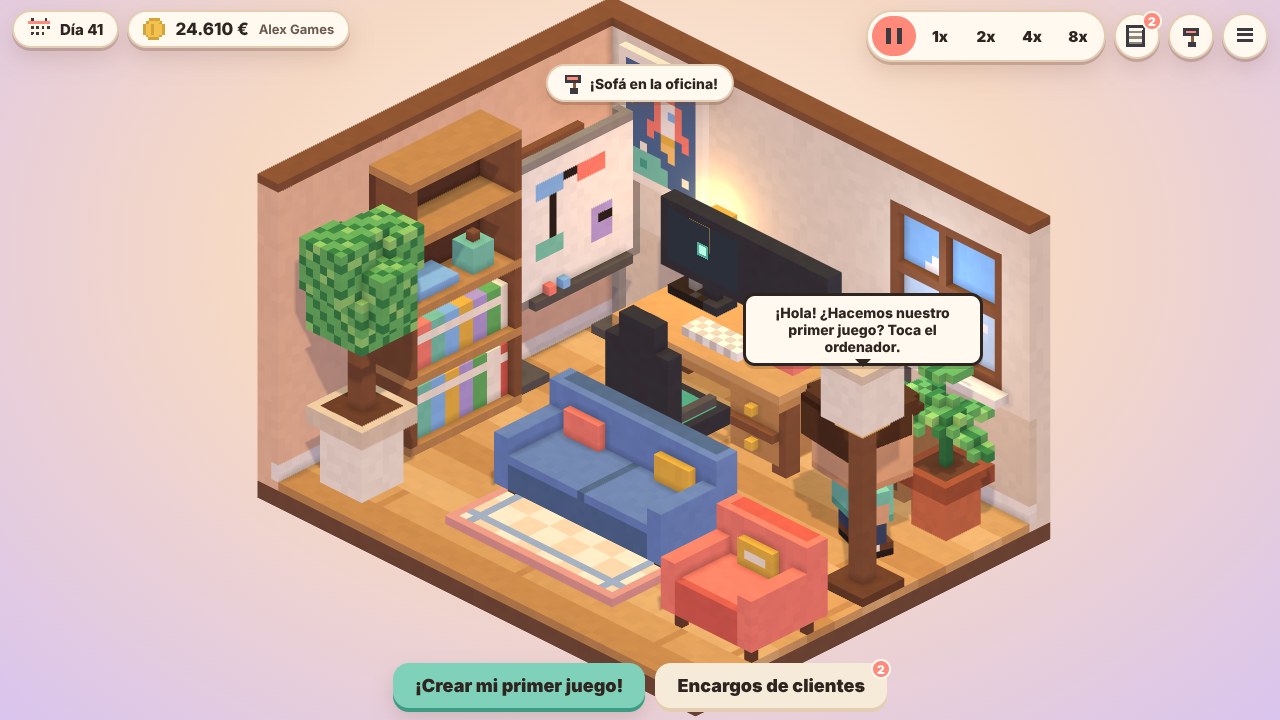 Día 41
24.610 € Alex Games
1x 2x 4x 8x
2
¡Sofá en la oficina!
¡Hola! ¿Hacemos nuestro
primer juego? Toca el
ordenador.
¡Crear mi primer juego!
Encargos de clientes
2